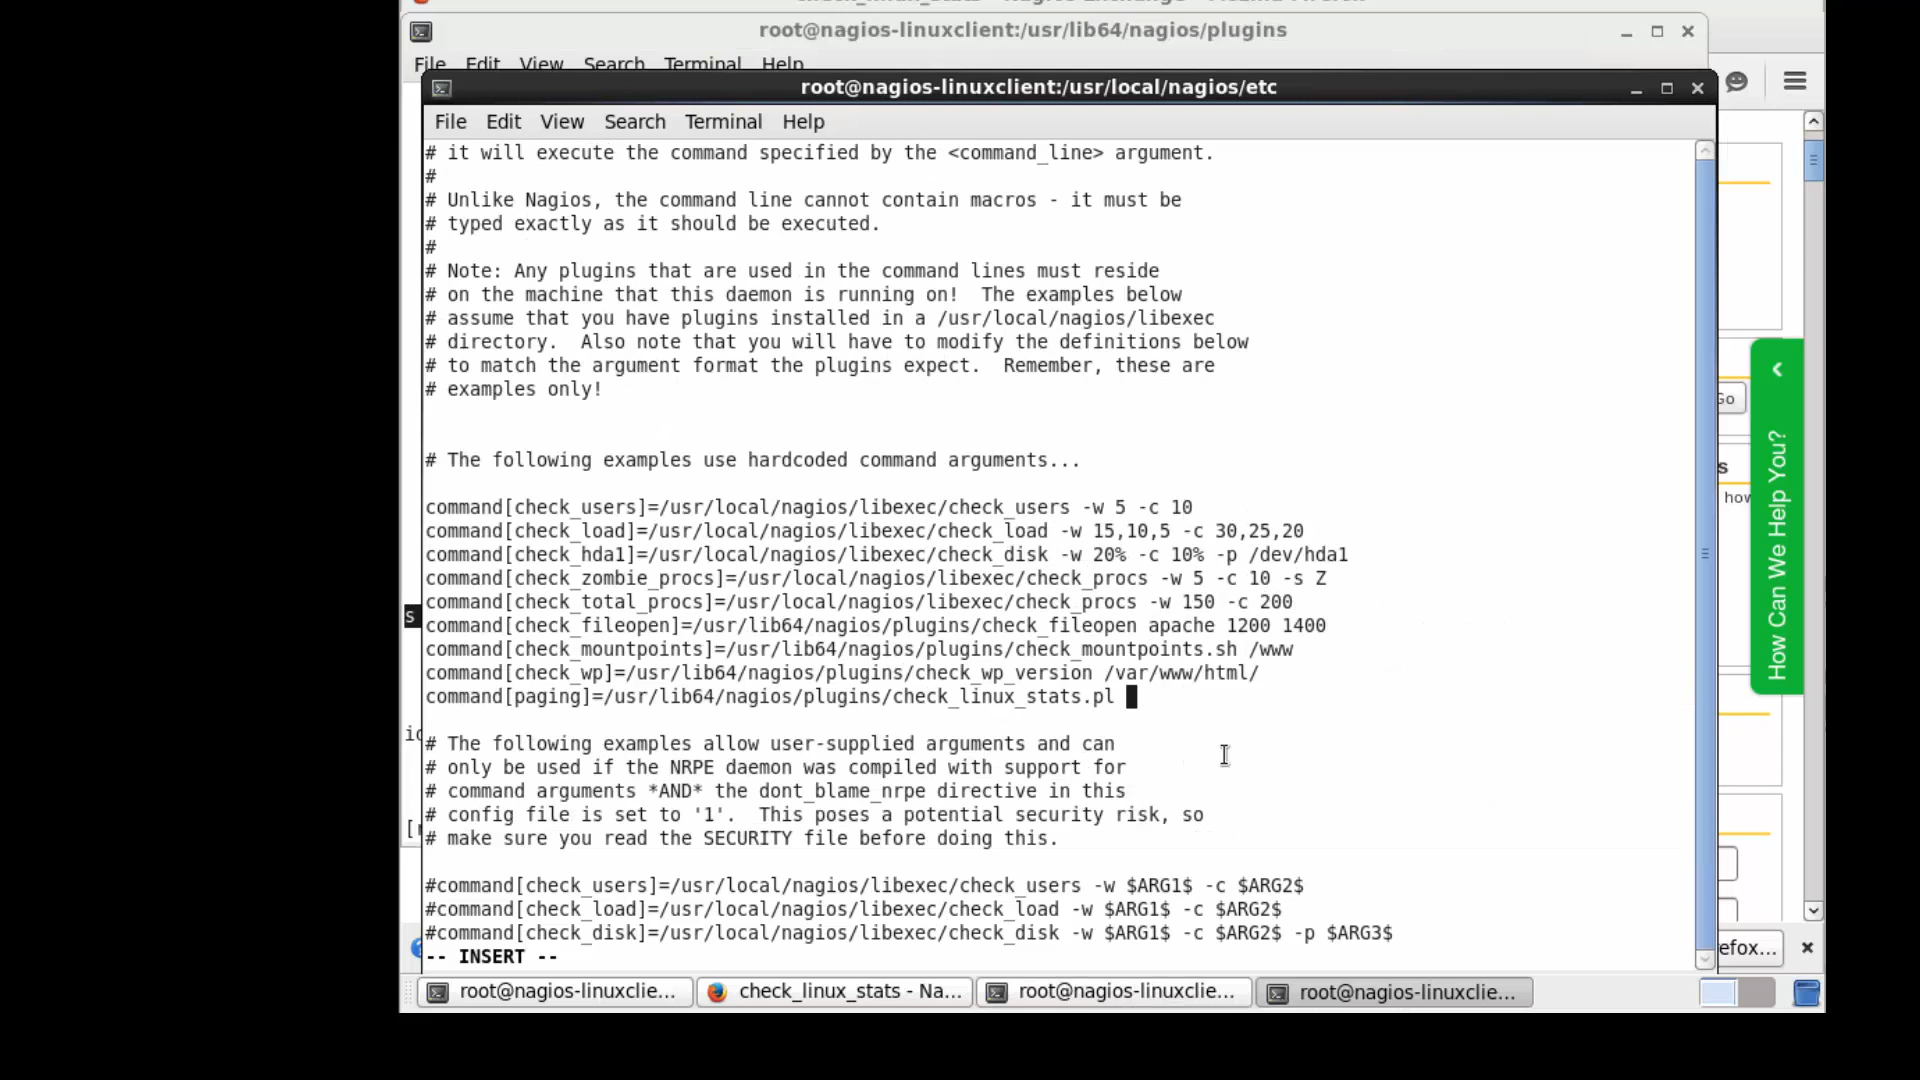 root@nagios-linuxclient:/usr/lib64/nagios/plugins
File Edit View Search Terminal Help
root@nagios-linuxclient:/usr/local/nagios/etc
File Edit View Search Terminal Help
# it will execute the command specified by the <command_line> argument.
#
# Unlike Nagios, the command line cannot contain macros - it must be
# typed exactly as it should be executed.
#
# Note: Any plugins that are used in the command lines must reside
# on the machine that this daemon is running on!  The examples below
# assume that you have plugins installed in a /usr/local/nagios/libexec
# directory.  Also note that you will have to modify the definitions below
# to match the argument format the plugins expect.  Remember, these are
# examples only!
# The following examples use hardcoded command arguments...
command[check_users]=/usr/local/nagios/libexec/check_users -w 5 -c 10
command[check_load]=/usr/local/nagios/libexec/check_load -w 15,10,5 -c 30,25,20
command[check_hda1]=/usr/local/nagios/libexec/check_disk -w 20% -c 10% -p /dev/hda1
command[check_zombie_procs]=/usr/local/nagios/libexec/check_procs -w 5 -c 10 -s Z
command[check_total_procs]=/usr/local/nagios/libexec/check_procs -w 150 -c 200
command[check_fileopen]=/usr/lib64/nagios/plugins/check_fileopen apache 1200 1400
command[check_mountpoints]=/usr/lib64/nagios/plugins/check_mountpoints.sh /www
command[check_wp]=/usr/lib64/nagios/plugins/check_wp_version /var/www/html/
command[paging]=/usr/lib64/nagios/plugins/check_linux_stats.pl
# The following examples allow user-supplied arguments and can
# only be used if the NRPE daemon was compiled with support for
# command arguments *AND* the dont_blame_nrpe directive in this
# config file is set to '1'.  This poses a potential security risk, so
# make sure you read the SECURITY file before doing this.
#command[check_users]=/usr/local/nagios/libexec/check_users -w $ARG1$ -c $ARG2$
#command[check_load]=/usr/local/nagios/libexec/check_load -w $ARG1$ -c $ARG2$
#command[check_disk]=/usr/local/nagios/libexec/check_disk -w $ARG1$ -c $ARG2$ -p $ARG3$
-- INSERT --
How Can We Help You?
how
efox...
root@nagios-linuxclie...
check_linux_stats - Na...
root@nagios-linuxclie...
root@nagios-linuxclie...